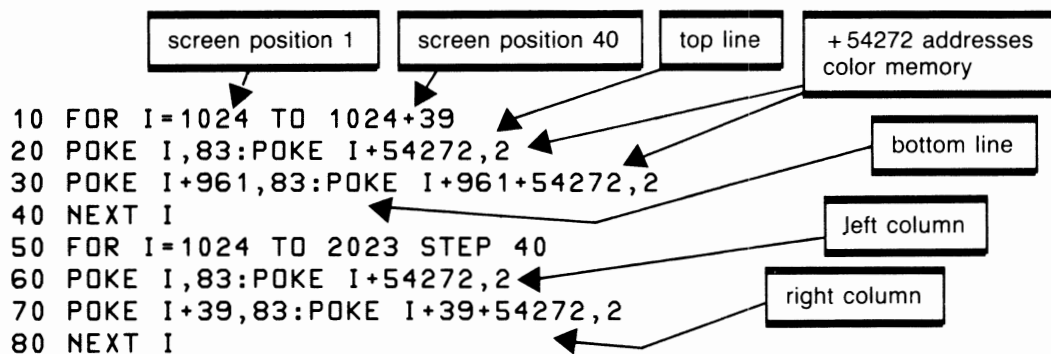 screen position 1
screen position 40
top line
+54272 addresses
color memory
10 FOR I=1024 TO 1024+39
20 POKE I,83:POKE I+54272,2
30 POKE I+961,83:POKE I+961+54272,2
bottom line
40 NEXT I
50 FOR I=1024 TO 2023 STEP 40
left column
60 POKE I,83:POKE I+54272,2
70 POKE I+39,83:POKE I+39+54272,2
right column
80 NEXT I